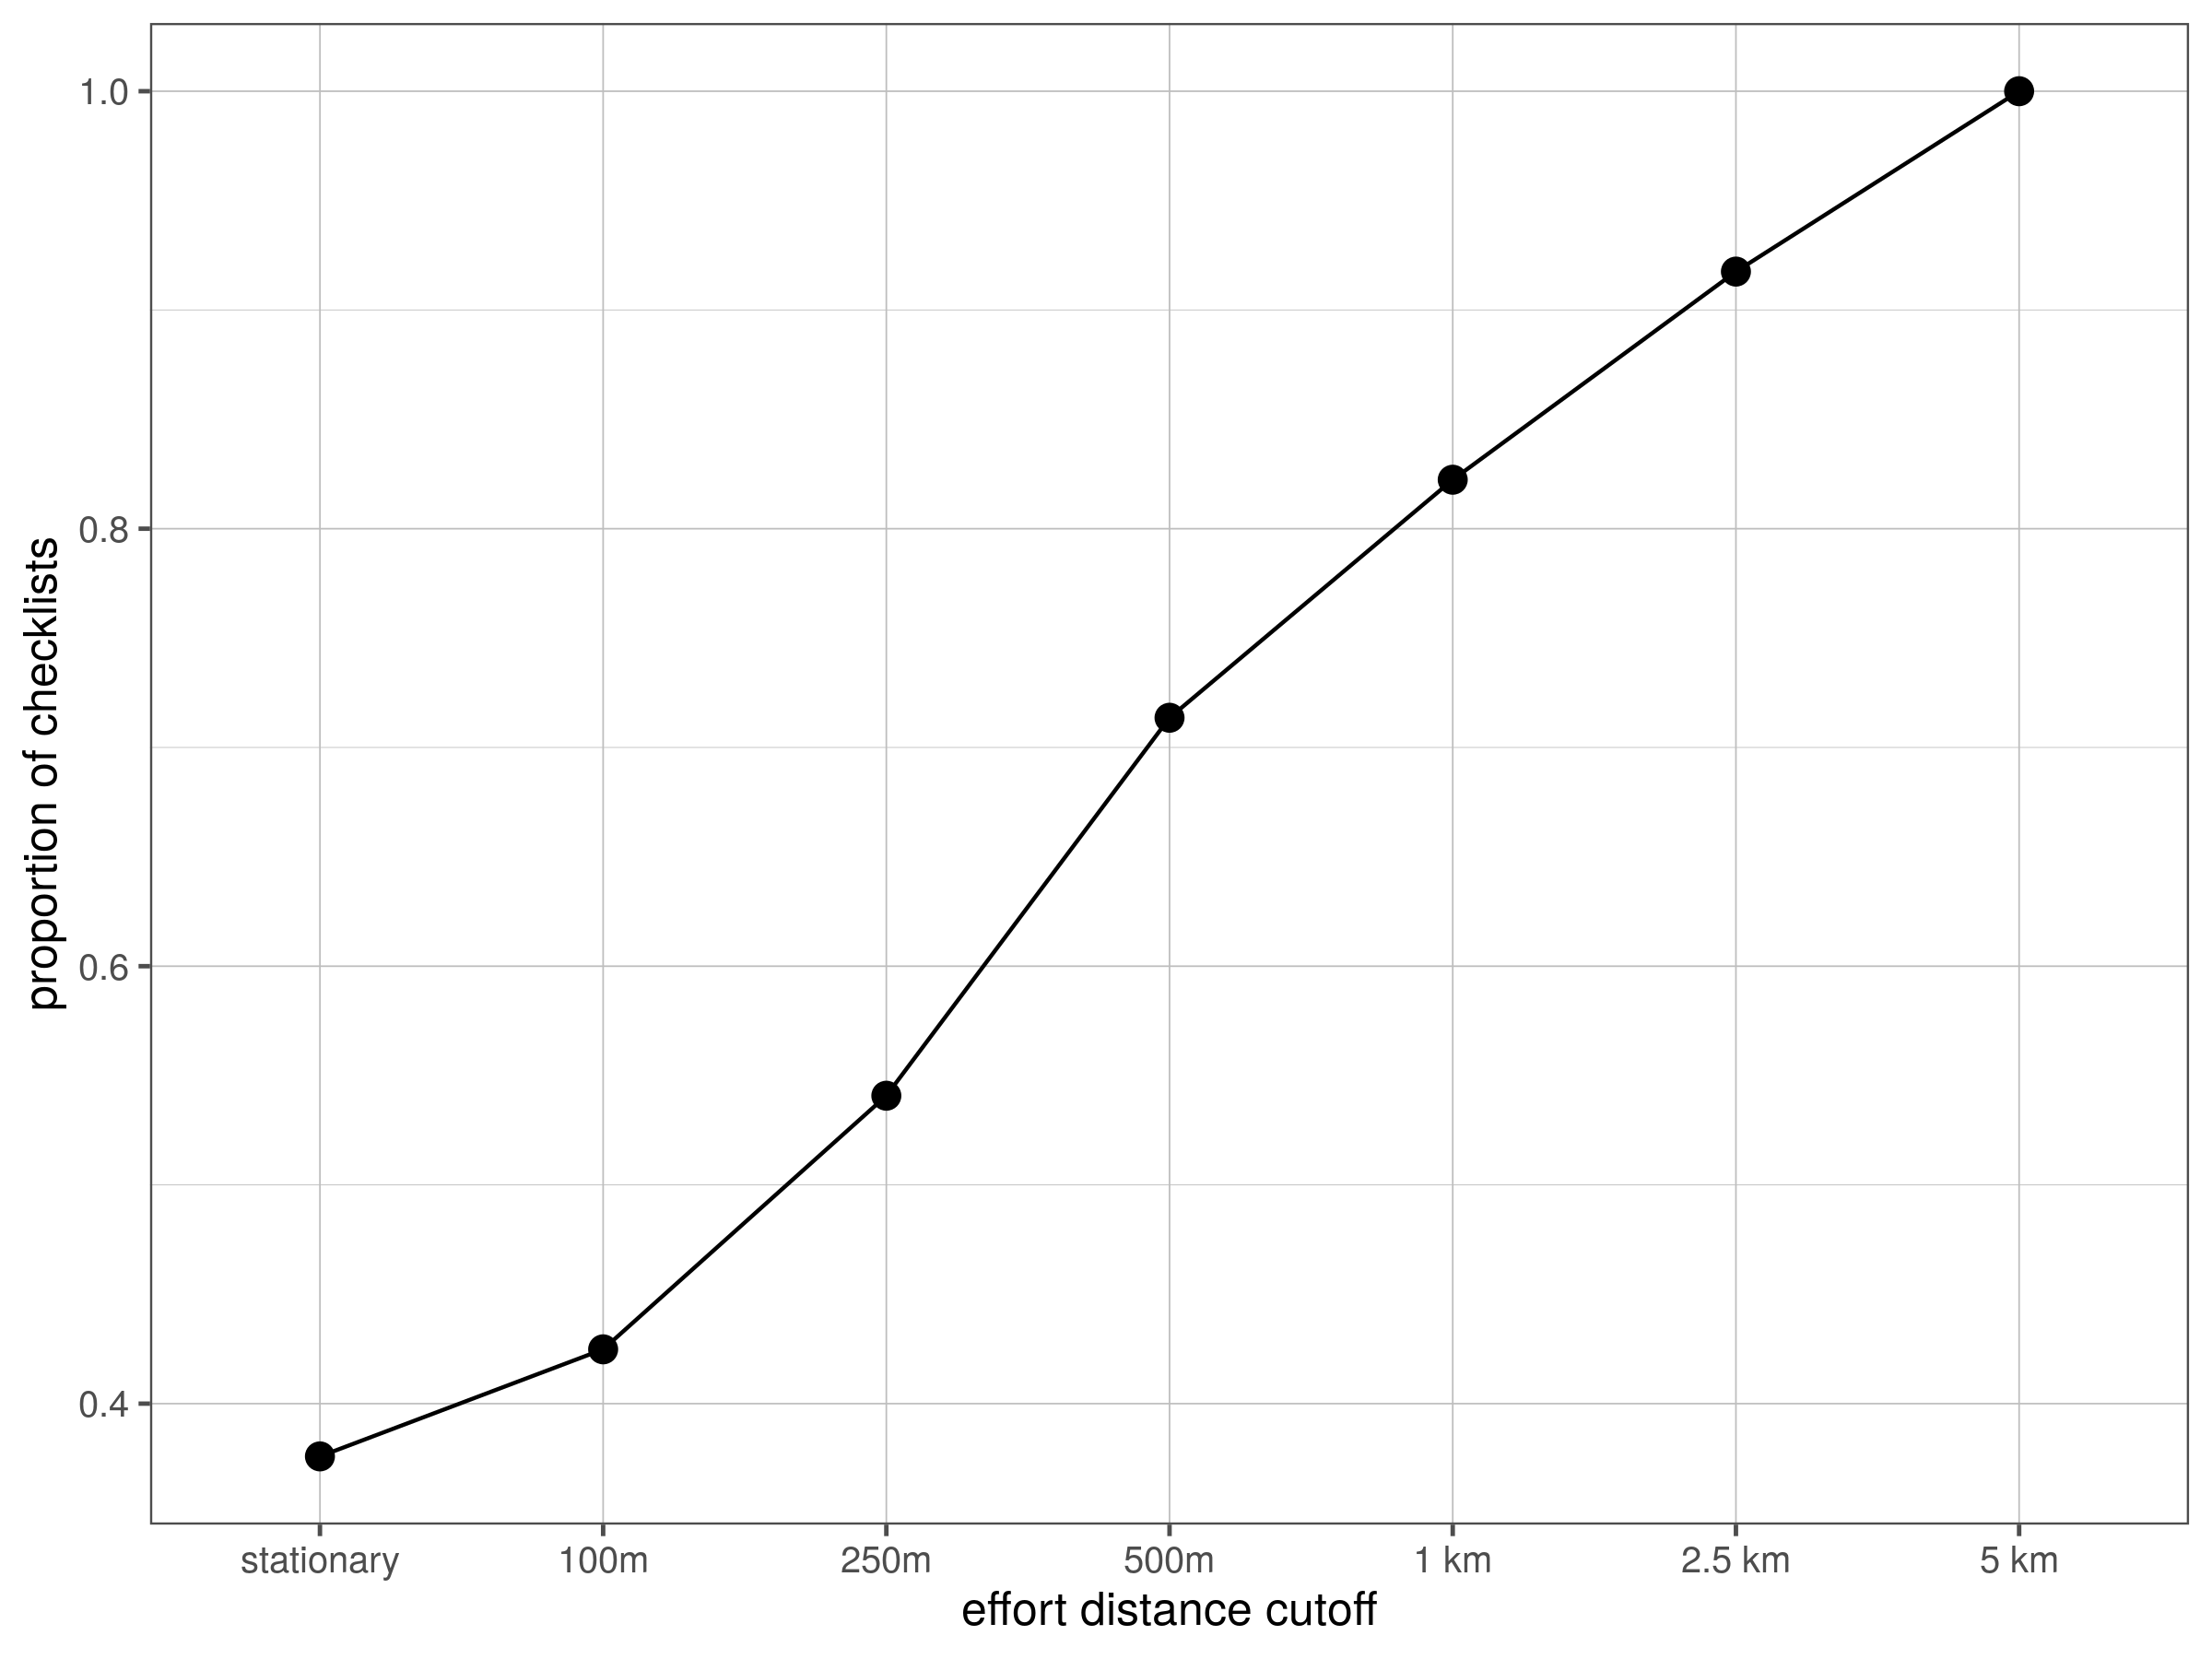 proportion of checklists
1.0
0.8
0.6
0.4
stationary 100m 250m 500m 1 km 2.5 km 5 km
effort distance cutoff